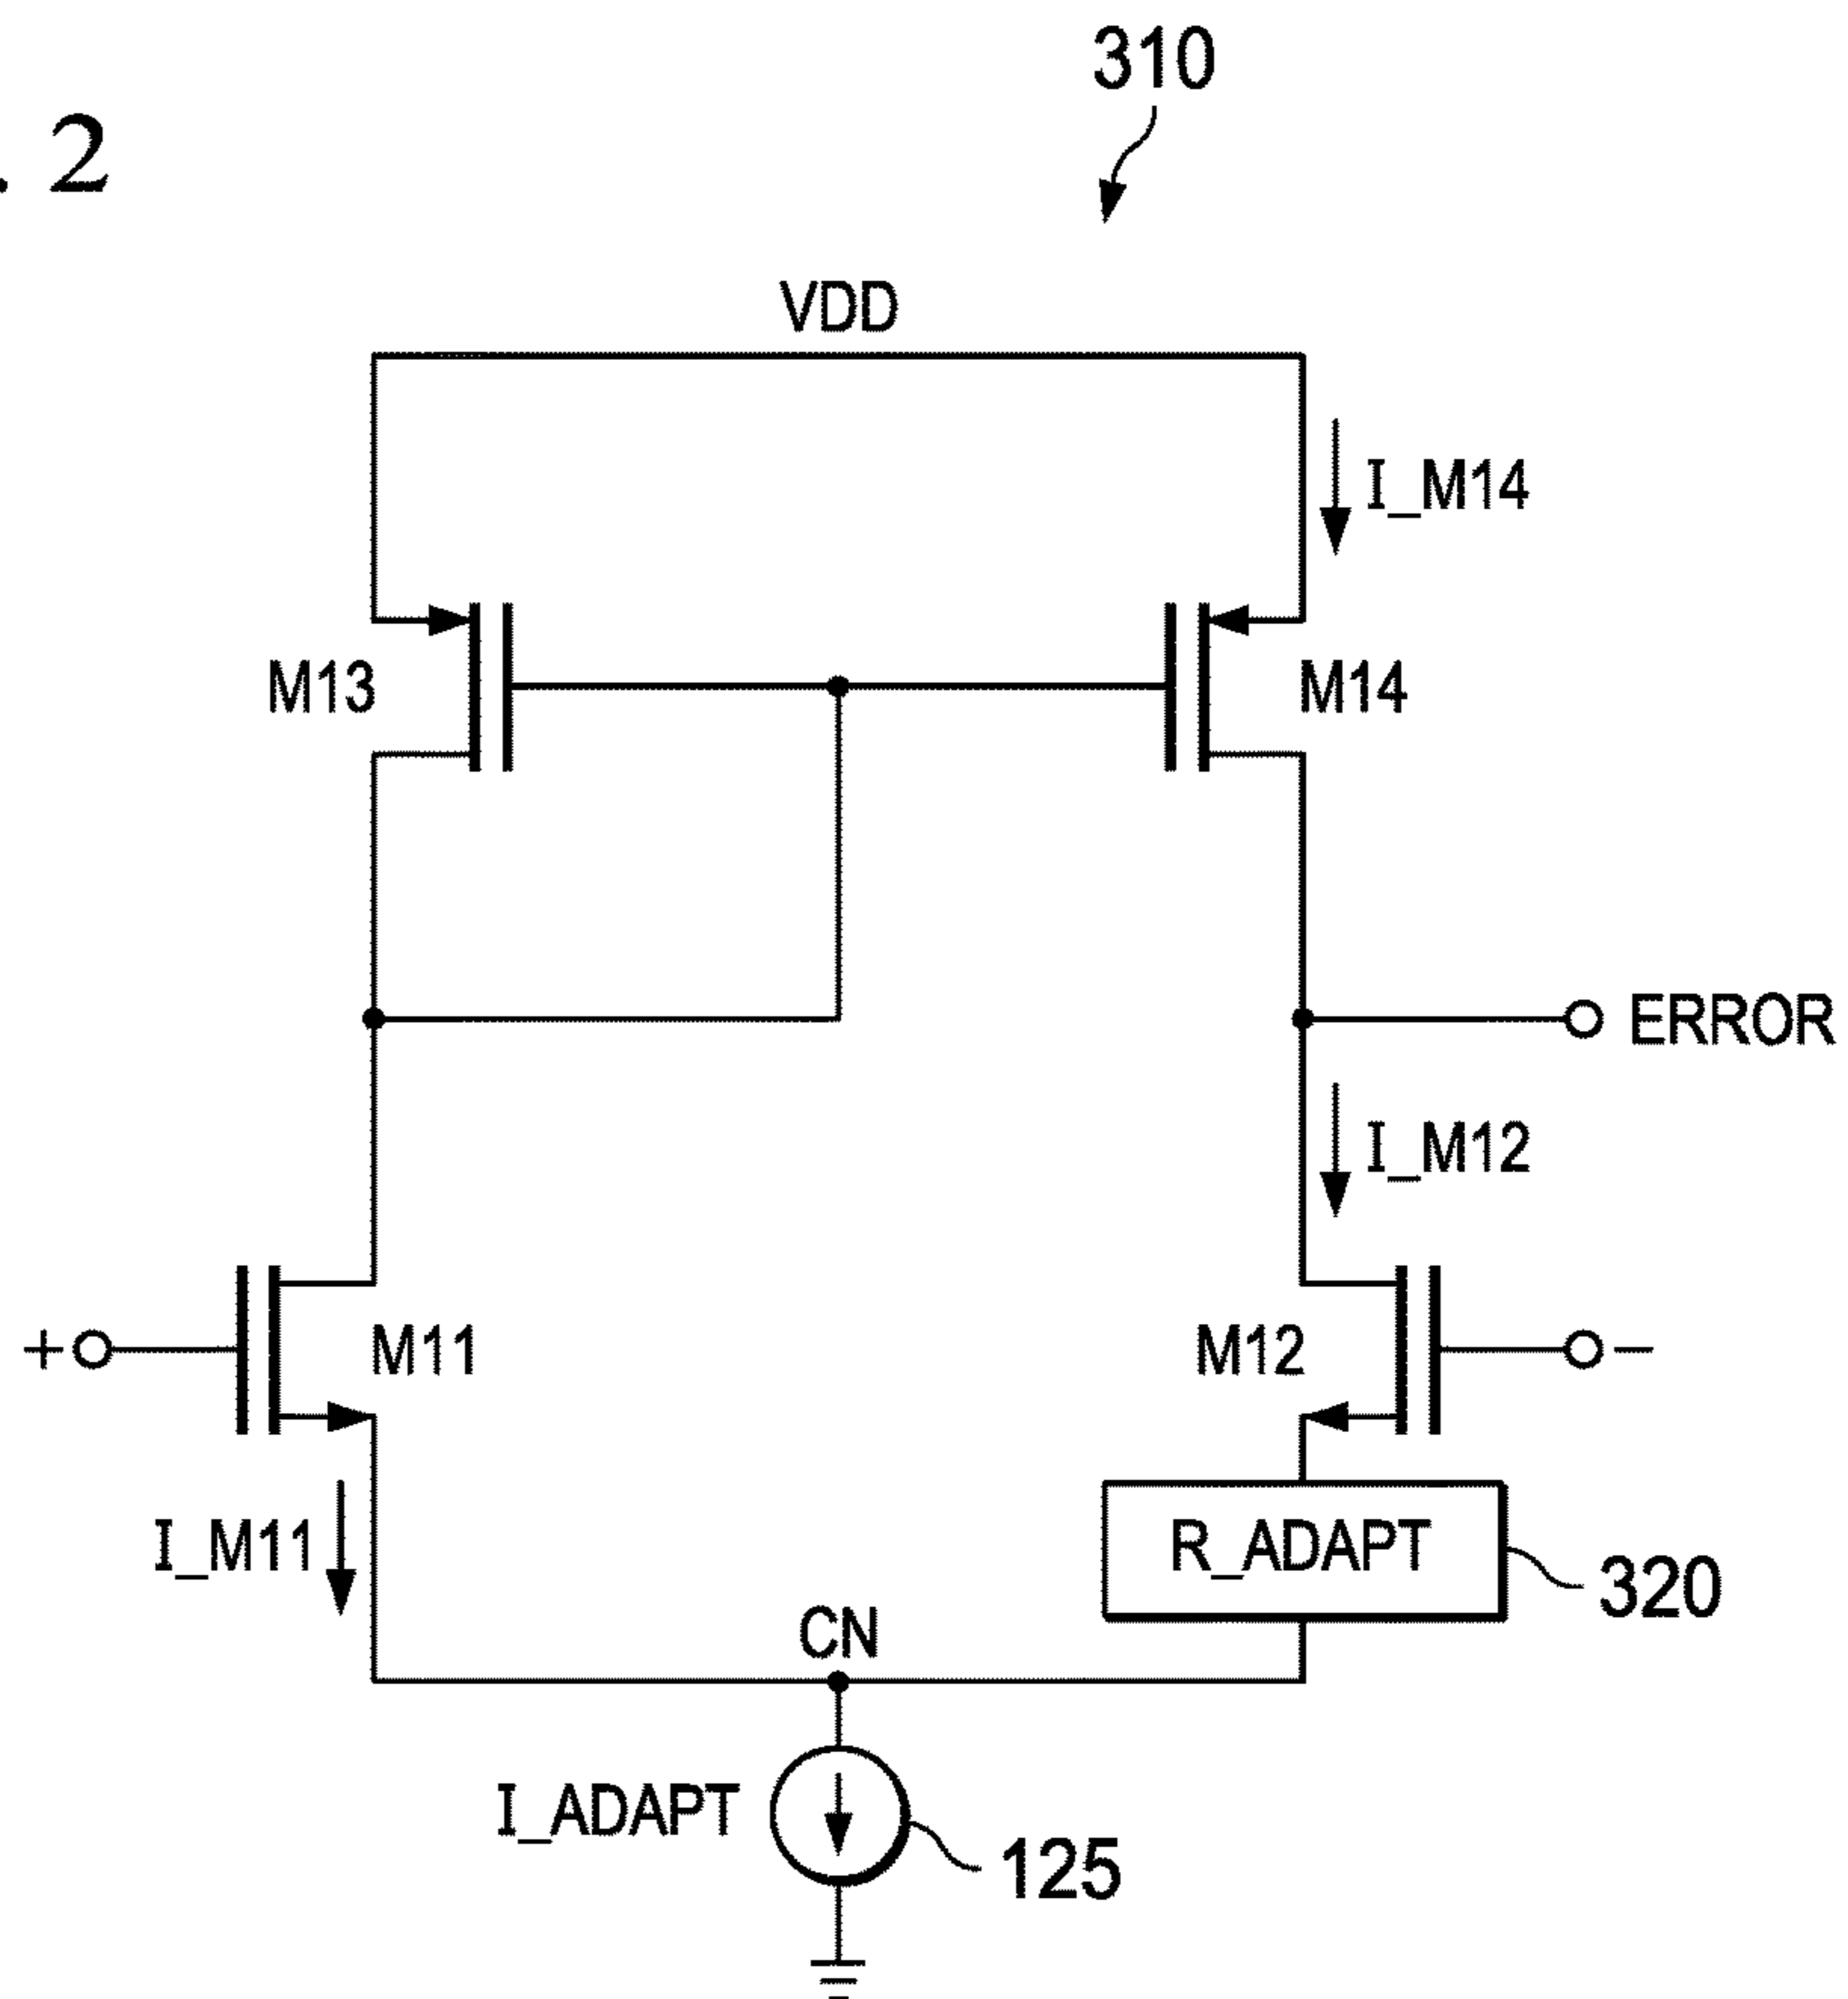 310
. 2
VDD
I_M14
M13
M14
ERROR
I_M12
+
M11
M12
−
I_M11
R_ADAPT
320
CN
I_ADAPT
125